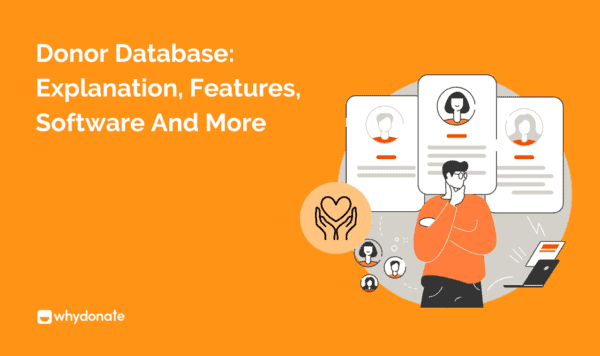 Donor Database:
Explanation, Features,
Software And More
whydonate